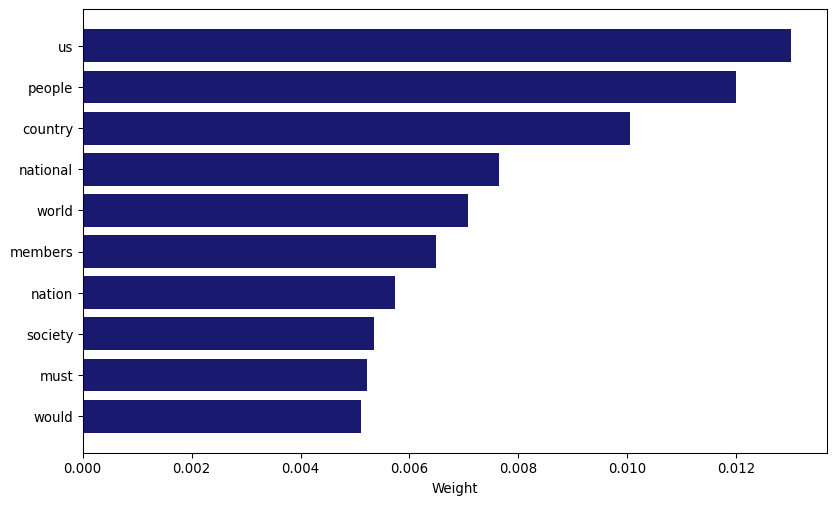 us
people
country
national
world
members
nation
society
must
would
0.000 0.002 0.004 0.006 0.008 0.010 0.012
Weight